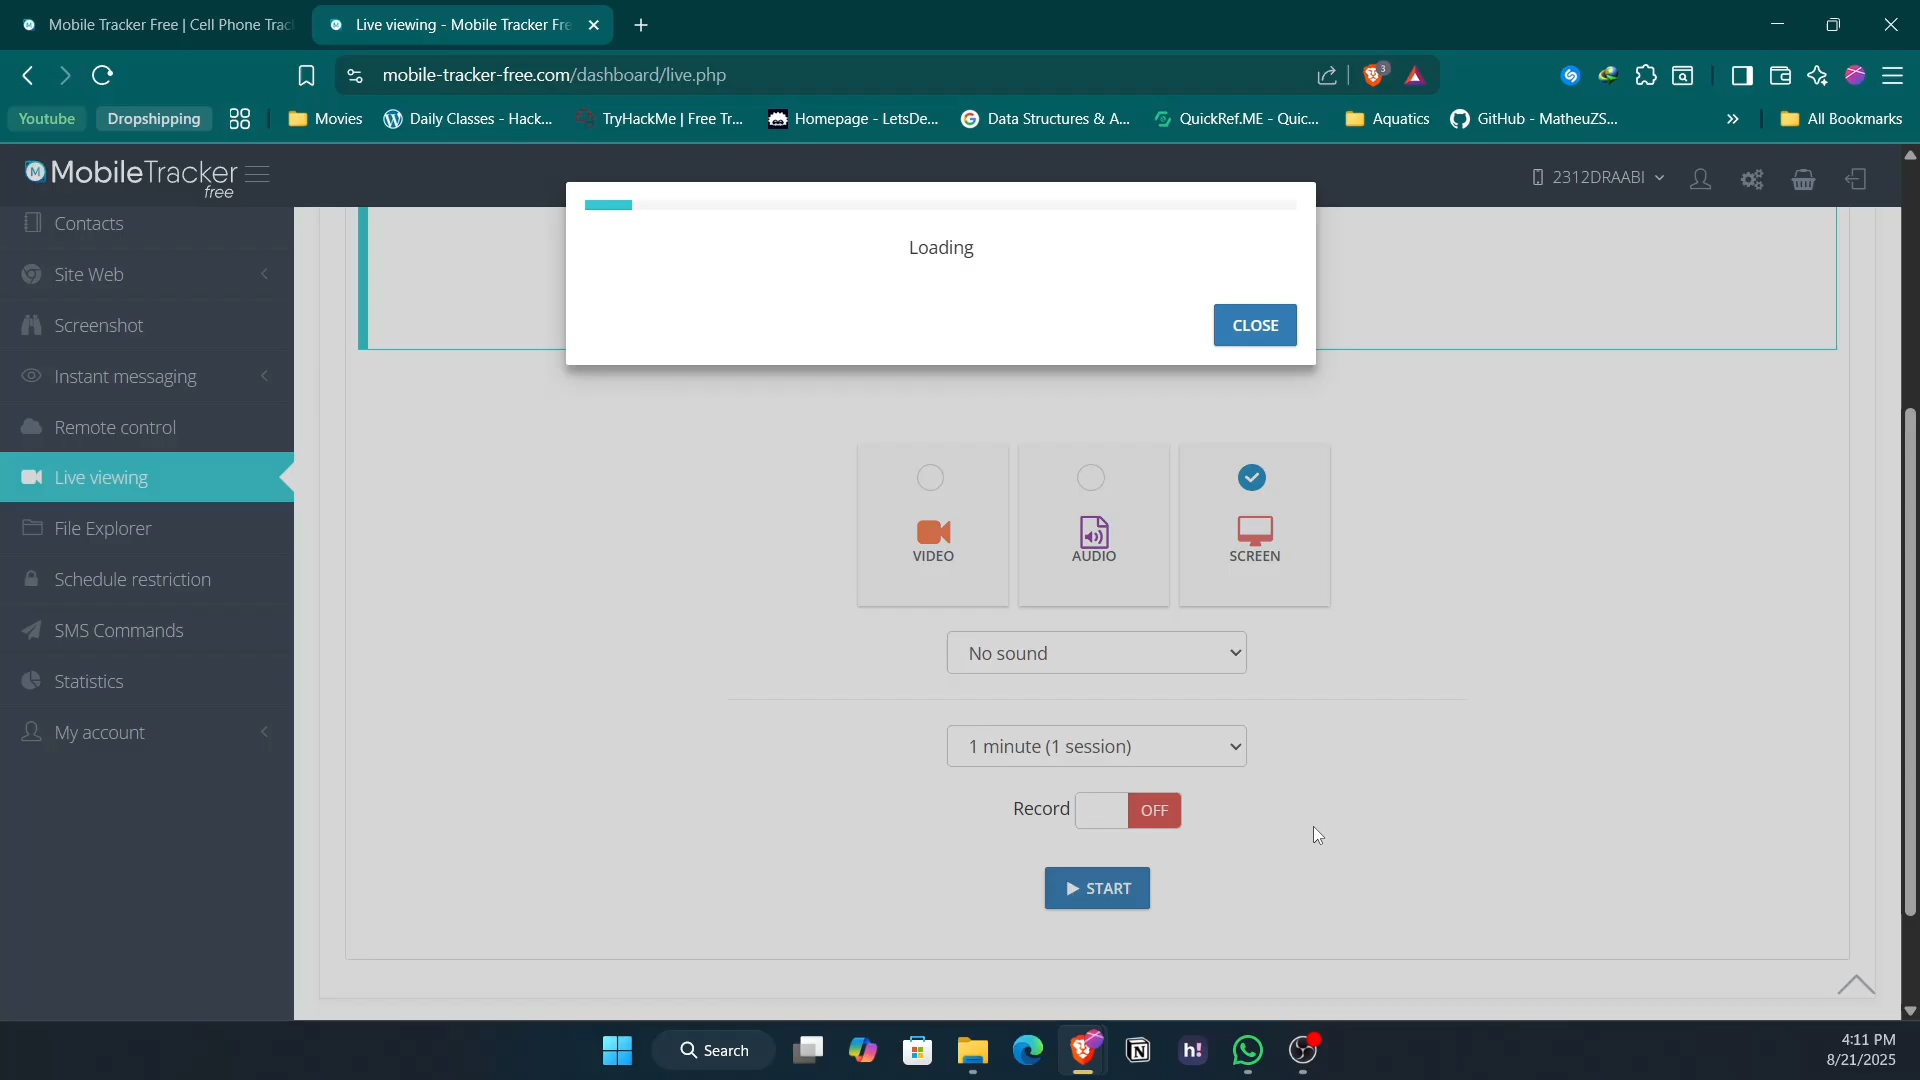 Mobile Tracker Free | Cell Phone Trac
Live viewing - Mobile Tracker Fre
mobile-tracker-free.com/dashboard/live.php
3
Youtube
Dropshipping
Movies
Daily Classes - Hack...
TryHackMe | Free Tr...
Homepage - LetsDe...
Data Structures & A...
QuickRef.ME - Quic...
Aquatics
GitHub - MatheuZS...
All Bookmarks
MobileTracker
free
2312DRAABI
Contacts
Site Web
Screenshot
Instant messaging
Remote control
Live viewing
File Explorer
Schedule restriction
SMS Commands
Statistics
My account
Loading
CLOSE
VIDEO
AUDIO
SCREEN
No sound
1 minute (1 session)
Record
OFF
START
Search
h!
4:11 PM
8/21/2025